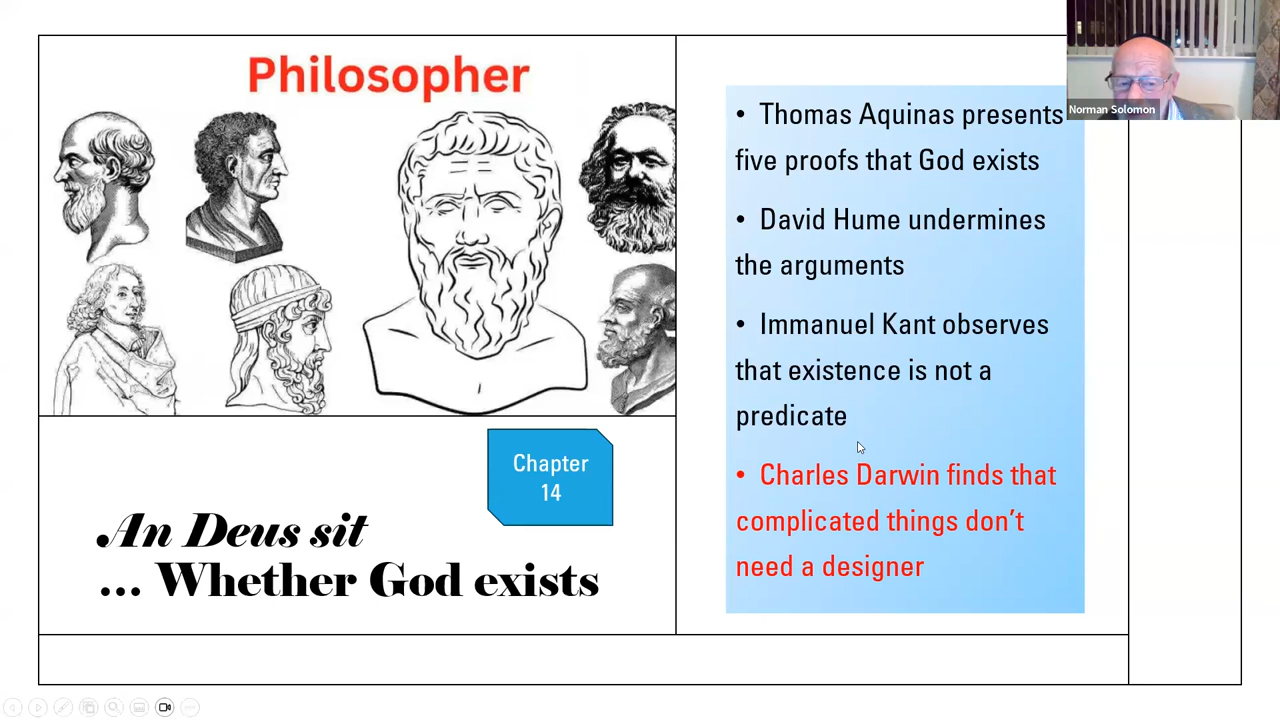 Philosopher
Chapter
14
An Deus sit
... Whether God exists
• Thomas Aquinas presents
five proofs that God exists
• David Hume undermines
the arguments
• Immanuel Kant observes
that existence is not a
predicate
• Charles Darwin finds that
complicated things don’t
need a designer
Norman Solomon